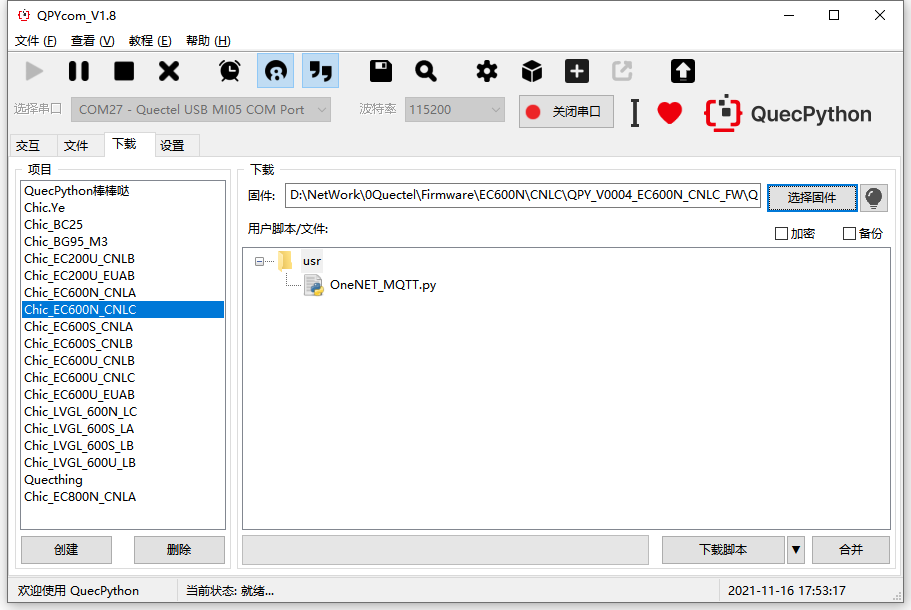 QPYcom_V1.8
文件 (F) 查看 (V) 教程 (E) 帮助 (H)
选择串口 COM27 - Quectel USB MI05 COM Port 波特率 115200 关闭串口 I QuecPython
交互 文件 下载 设置
项目
QuecPython棒棒哒
Chic.Ye
Chic_BC25
Chic_BG95_M3
Chic_EC200U_CNLB
Chic_EC200U_EUAB
Chic_EC600N_CNLA
Chic_EC600N_CNLC
Chic_EC600S_CNLA
Chic_EC600S_CNLB
Chic_EC600U_CNLB
Chic_EC600U_CNLC
Chic_EC600U_EUAB
Chic_LVGL_600N_LC
Chic_LVGL_600S_LA
Chic_LVGL_600S_LB
Chic_LVGL_600U_LB
Quecthing
Chic_EC800N_CNLA
创建 删除
下载
固件: D:\NetWork\0Quectel\Firmware\EC600N\CNLC\QPY_V0004_EC600N_CNLC_FW\Q 选择固件
用户脚本/文件: 加密 备份
usr
OneNET_MQTT.py
下载脚本 合并
欢迎使用 QuecPython 当前状态: 就绪... 2021-11-16 17:53:17